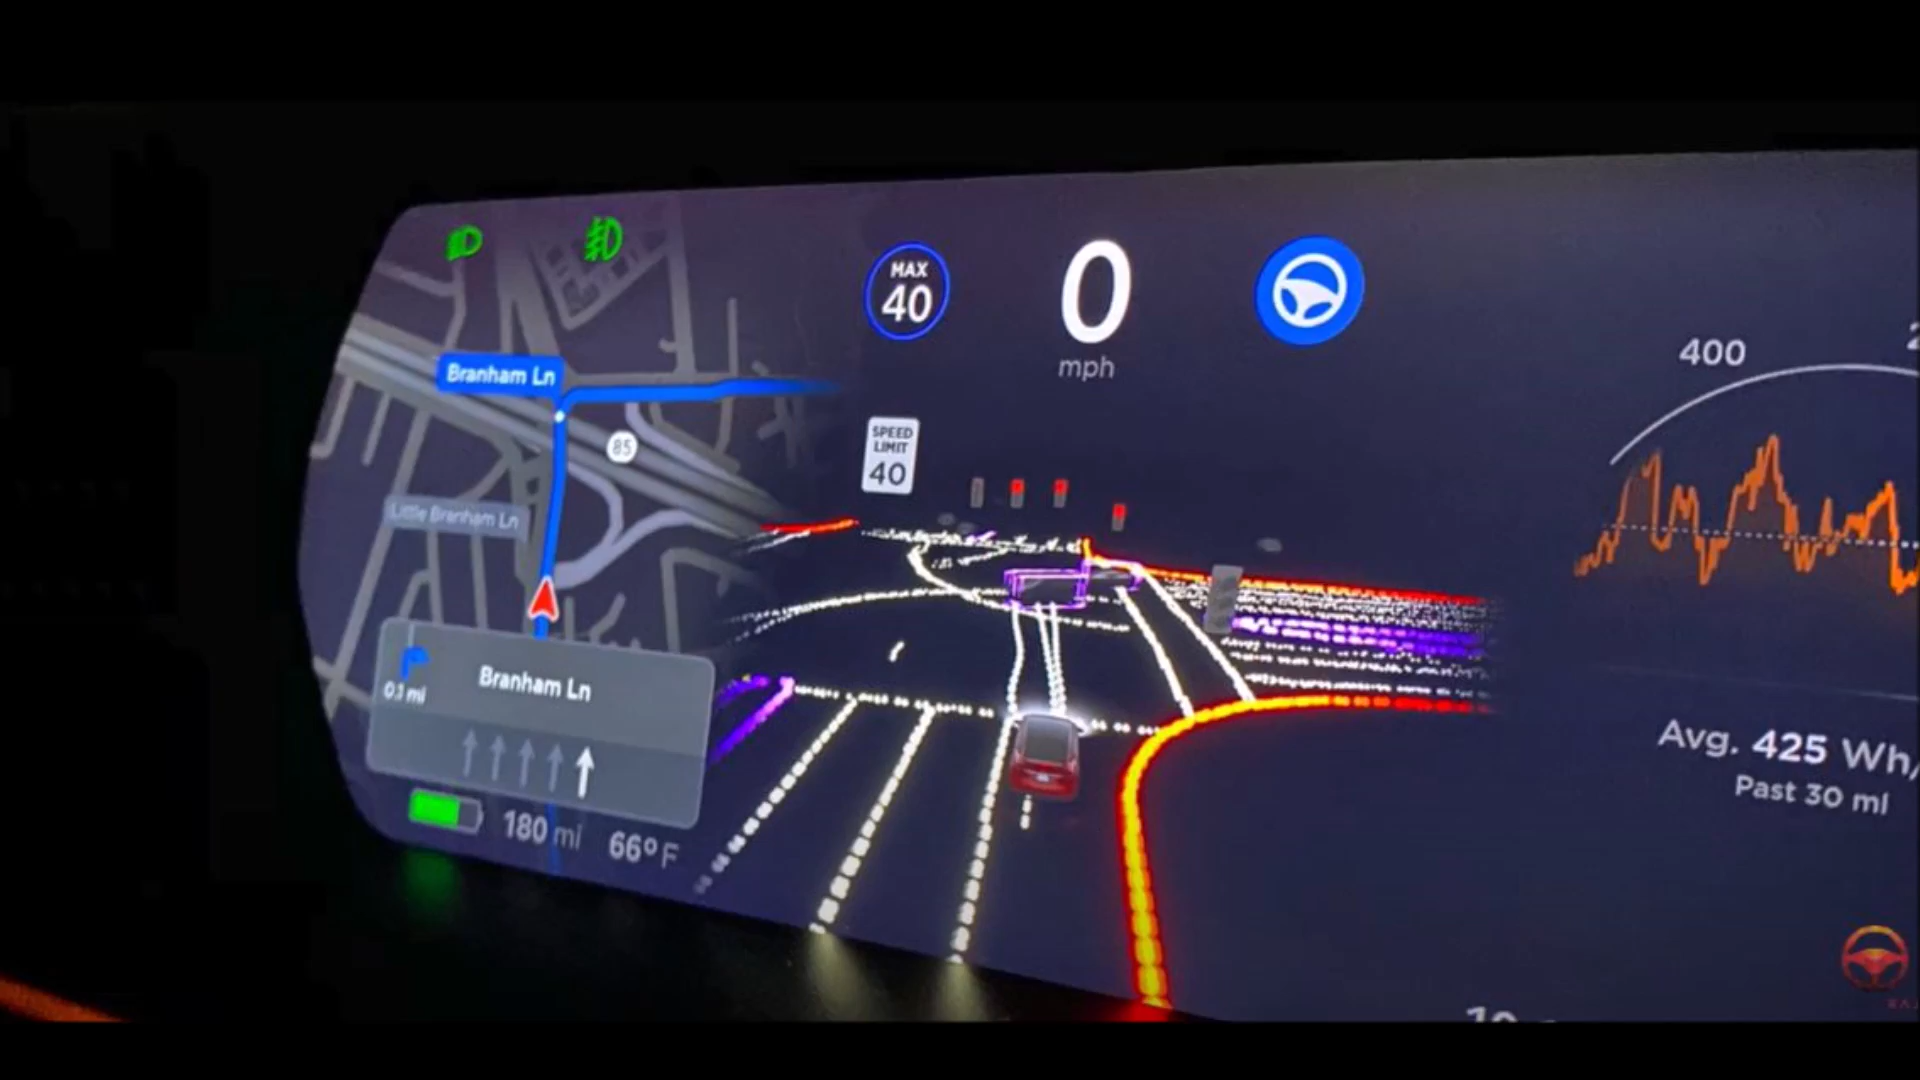 MAX
40
0
mph
400
Branham Ln
85
SPEED
LIMIT
40
Little Branham Ln
Branham Ln
0.1 mi
180 mi
66°F
Avg. 425 Wh/
Past 30 mi